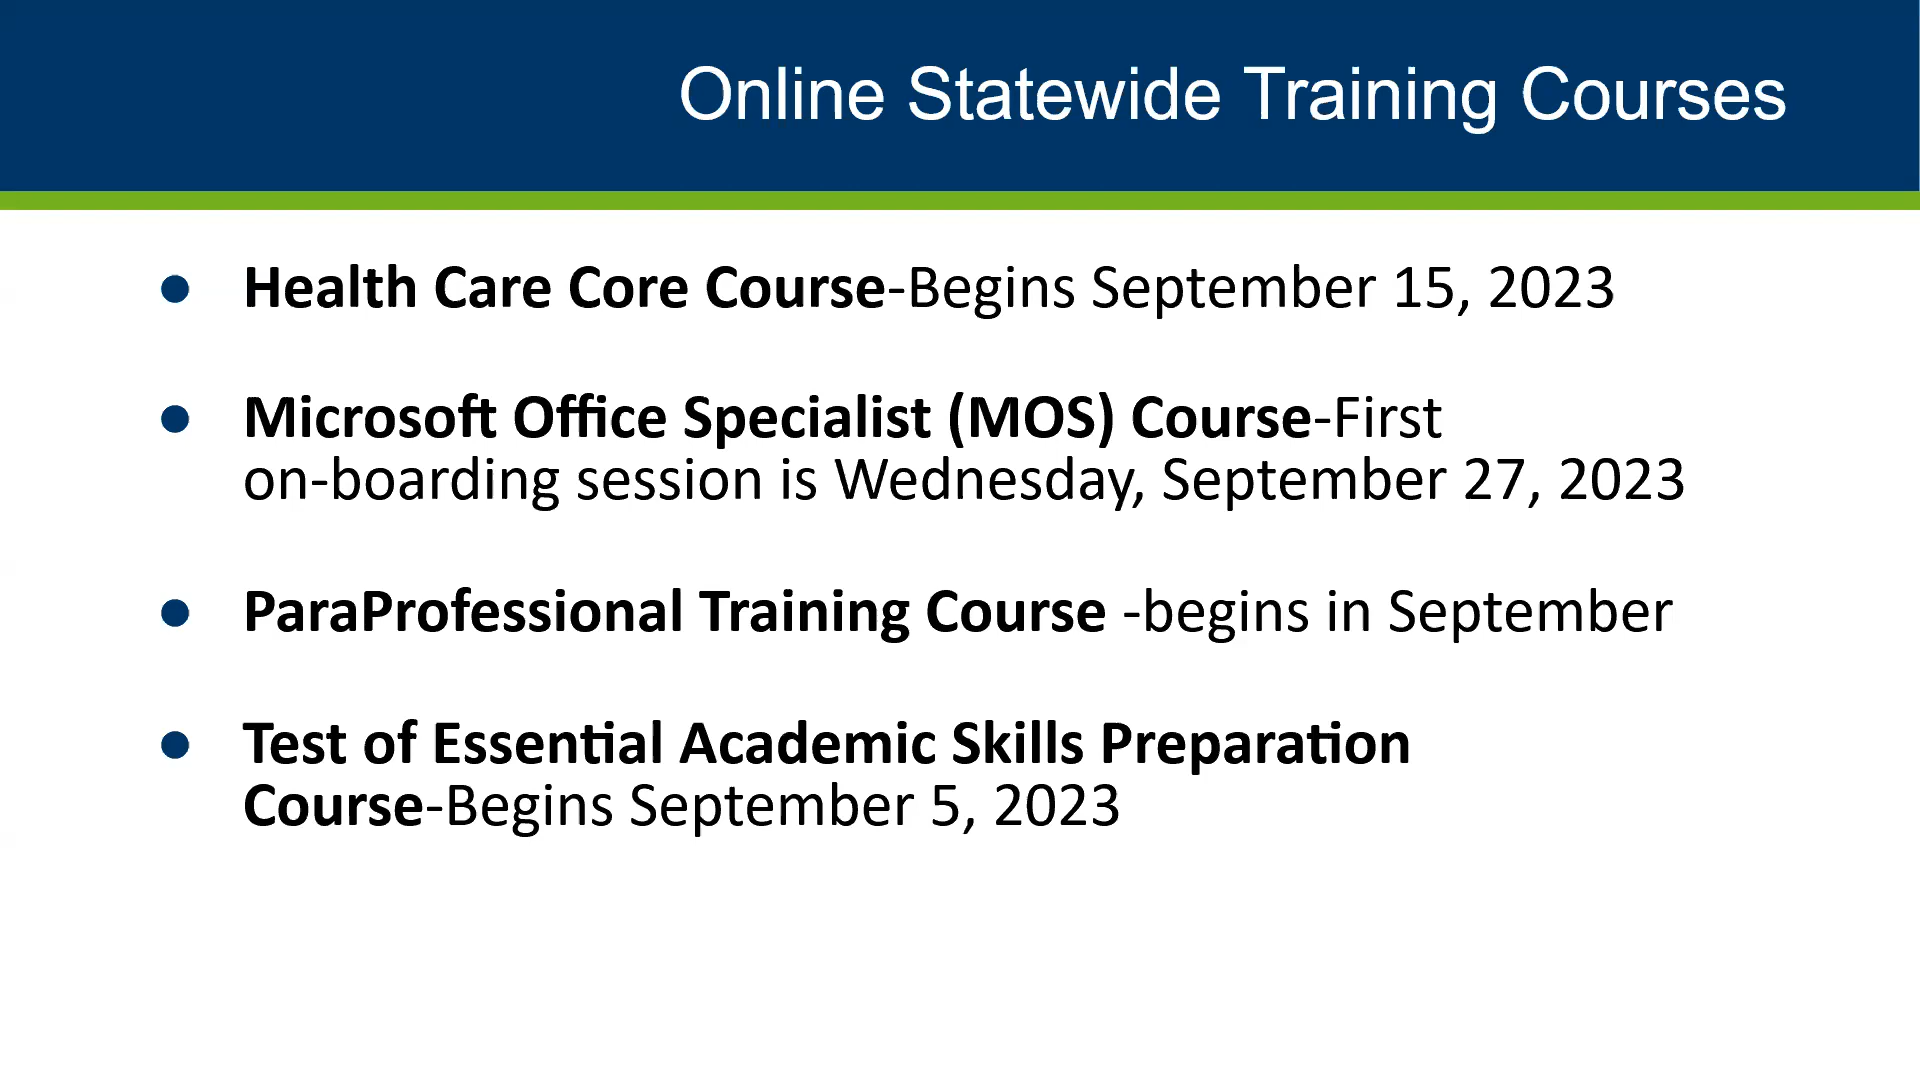 Online Statewide Training Courses
● Health Care Core Course-Begins September 15, 2023
● Microsoft Office Specialist (MOS) Course-First
on-boarding session is Wednesday, September 27, 2023
● ParaProfessional Training Course -begins in September
● Test of Essential Academic Skills Preparation
Course-Begins September 5, 2023